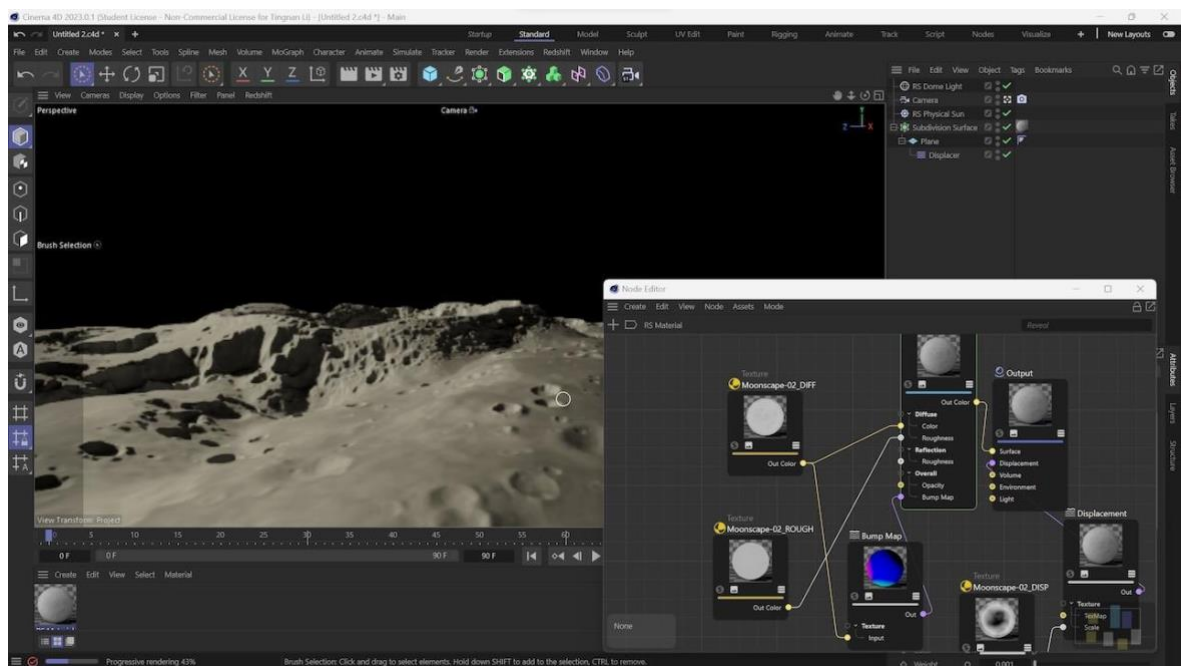 Cinema 4D 2023.0.1 (Student License - Non-Commercial License for Tingnan Li) - [Untitled 2.c4d *] - Main
Untitled 2.c4d * × +
Startup Standard Model Sculpt UV Edit Paint Rigging Animate Track Script Nodes Visualize + New Layouts
File Edit Create Modes Select Tools Spline Mesh Volume MoGraph Character Animate Simulate Tracker Render Extensions Redshift Window Help
X Y Z
File Edit View Object Tags Bookmarks
View Cameras Display Options Filter Panel Redshift
Perspective
Camera
Y
Z X
RS Dome Light
Camera
RS Physical Sun
Subdivision Surface
Plane
Displacer
Objects
Takes
Asset Browser
Attributes
Layers
Structure
Brush Selection
Node Editor
Create Edit View Node Assets Mode
RS Material
Reveal
Texture
Moonscape-02_DIFF
Out Color
Output
Out Color
Diffuse
Color
Roughness
Reflection
Roughness
Overall
Opacity
Bump Map
Surface
Displacement
Volume
Environment
Light
Texture
Moonscape-02_ROUGH
Out Color
Bump Map
Out
Texture
Input
Displacement
Out
Texture
TexMap
Scale
Texture
Moonscape-02_DISP
None
Weight 0.001
View Transform: Project
0 5 10 15 20 25 30 35 40 45 50 55 60
0 F 0 F 90 F 90 F
Create Edit View Select Material
Progressive rendering 43%
Brush Selection: Click and drag to select elements. Hold down SHIFT to add to the selection, CTRL to remove.